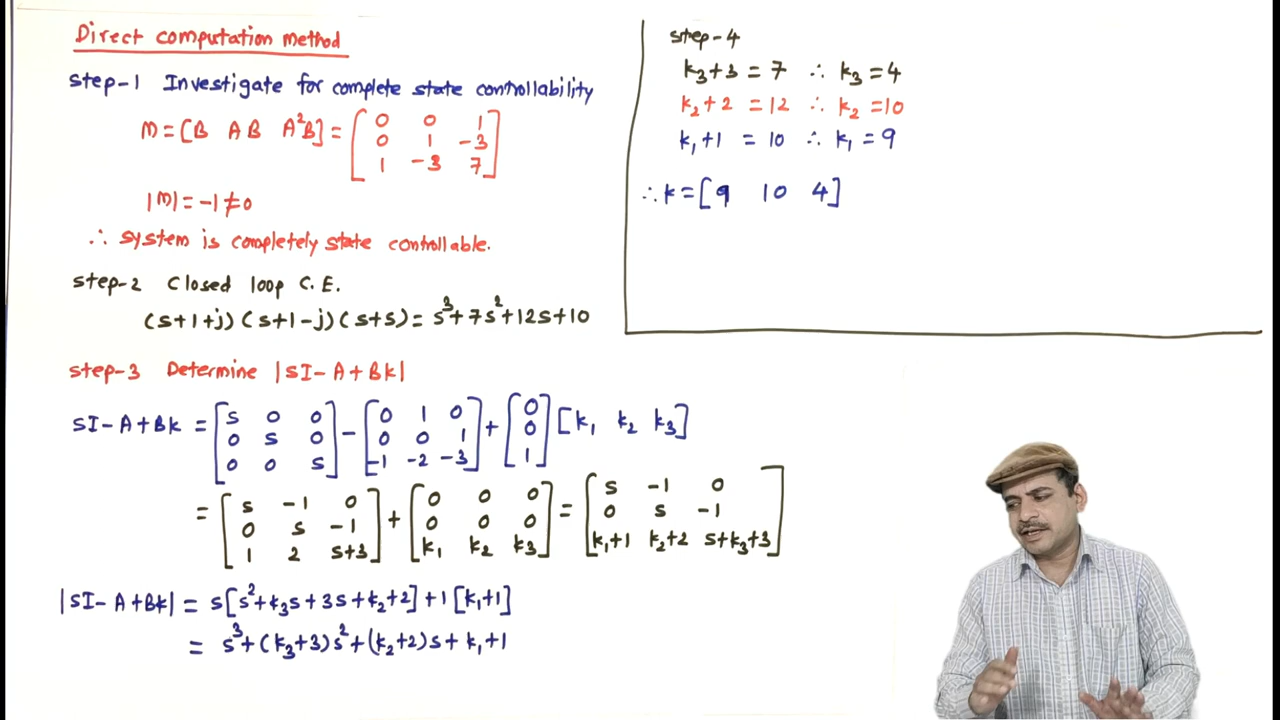 Direct computation method
step-1 Investigate for complete state controllability
M = [B AB A²B] = [0 0 1
0 1 -3
1 -3 7]
|M| = -1 ≠ 0
∴ system is completely state controllable.
step-2 Closed loop C.E.
(s+1+j)(s+1-j)(s+5) = s³+7s²+12s+10
step-3 Determine |sI-A+Bk|
sI-A+Bk = [s 0 0 - [0 1 0 + [0 [k₁ k₂ k₃]
0 s 0 0 0 1 0
0 0 s] -1 -2 -3] 1]
= [s -1 0 + [0 0 0 = [s -1 0
0 s -1 0 0 0 0 s -1
1 2 s+3] k₁ k₂ k₃] k₁+1 k₂+2 s+k₃+3]
|sI-A+Bk| = s[s²+k₃s+3s+k₂+2]+1[k₁+1]
= s³+(k₃+3)s²+(k₂+2)s+k₁+1
step-4
k₃+3 = 7 ∴ k₃ = 4
k₂+2 = 12 ∴ k₂ = 10
k₁+1 = 10 ∴ k₁ = 9
∴ k = [9 10 4]